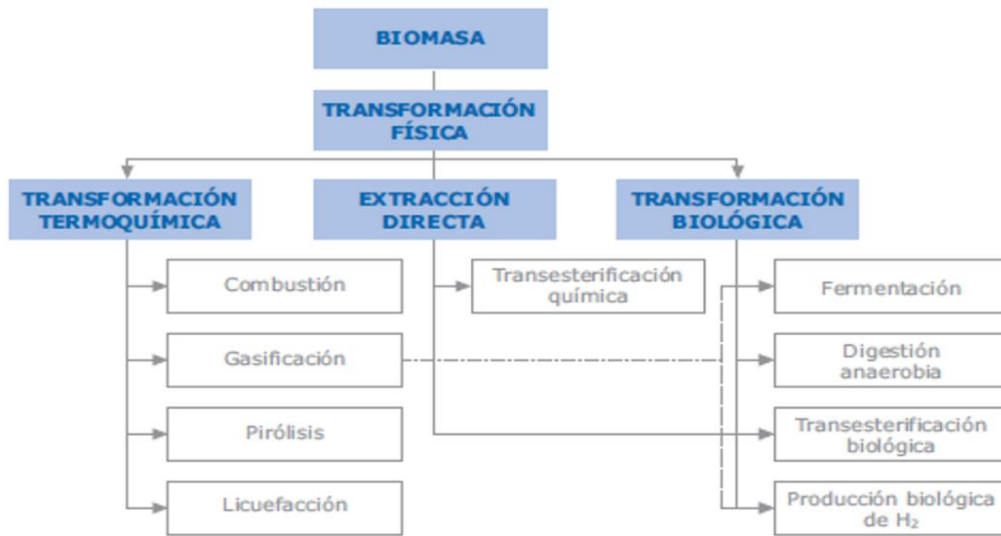 BIOMASA
TRANSFORMACIÓN
FÍSICA
TRANSFORMACIÓN
TERMOQUÍMICA
EXTRACCIÓN
DIRECTA
TRANSFORMACIÓN
BIOLÓGICA
Combustión
Gasificación
Pirólisis
Licuefacción
Transesterificación
química
Fermentación
Digestión
anaerobia
Transesterificación
biológica
Producción biológica
de H₂